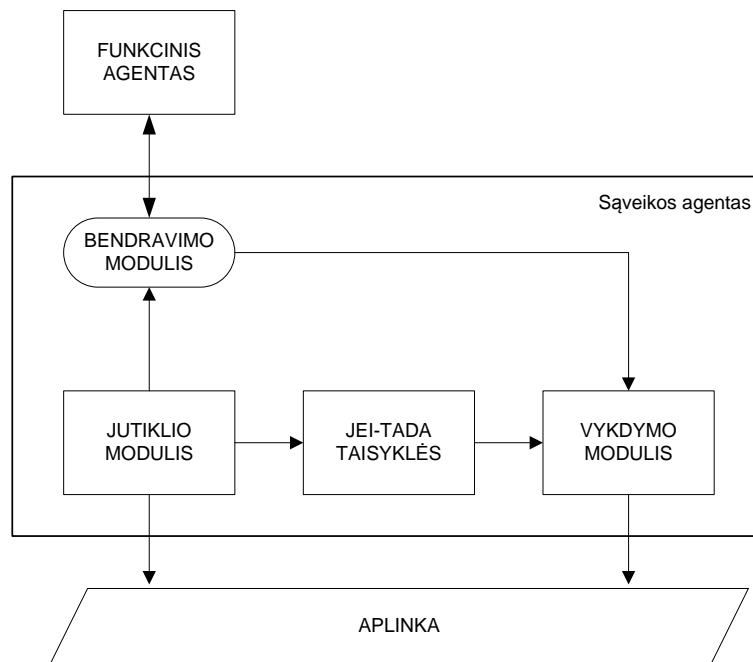 FUNKCINIS
AGENTAS
Sąveikos agentas
BENDRAVIMO
MODULIS
JUTIKLIO
MODULIS
JEI-TADA
TAISYKLĖS
VYKDYMO
MODULIS
APLINKA